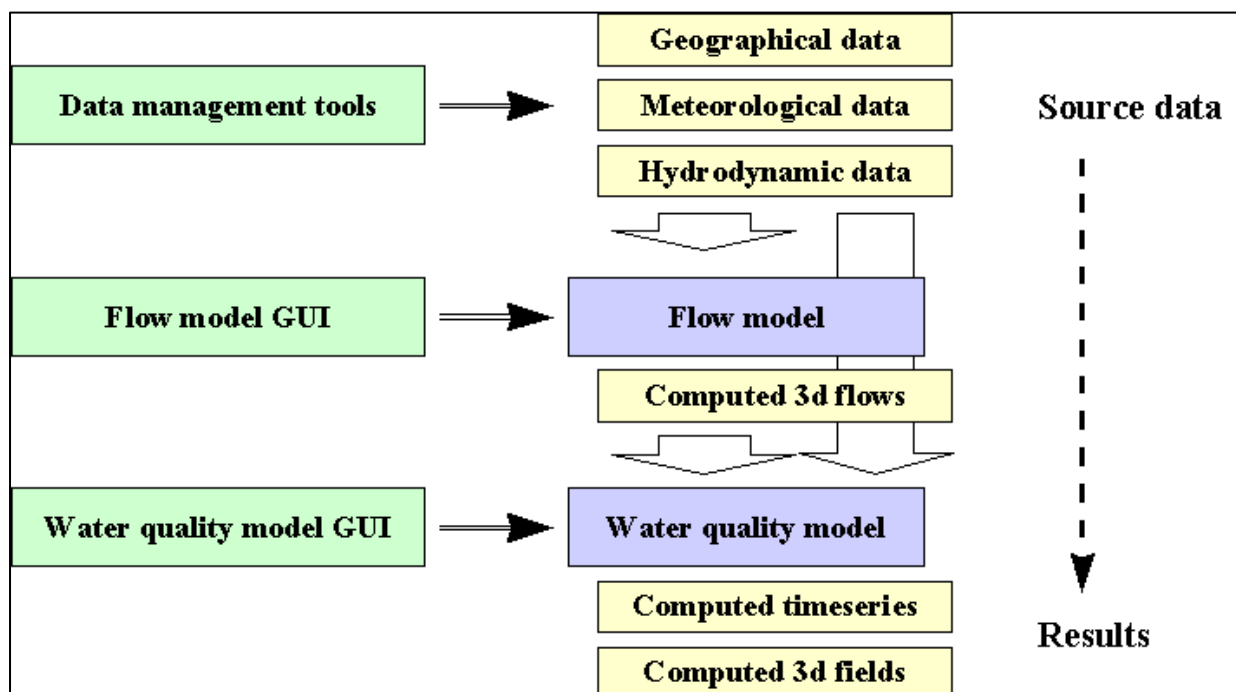 Geographical data
Data management tools
Meteorological data
Source data
Hydrodynamic data
Flow model GUI
Flow model
Computed 3d flows
Water quality model GUI
Water quality model
Computed timeseries
Results
Computed 3d fields